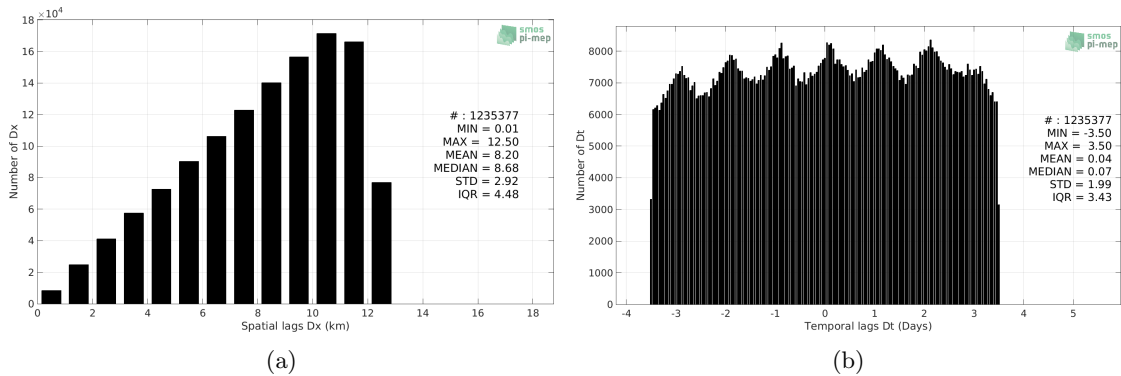 ×10⁴
18
16
14
12
10
8
6
4
2
0
Number of Dx
0 2 4 6 8 10 12 14 16 18
Spatial lags Dx (km)
smos
pi-mep
# : 1235377
MIN = 0.01
MAX = 12.50
MEAN = 8.20
MEDIAN = 8.68
STD = 2.92
IQR = 4.48
(a)
8000
7000
6000
5000
4000
3000
2000
1000
0
Number of Dt
-4 -3 -2 -1 0 1 2 3 4 5
Temporal lags Dt (Days)
smos
pi-mep
# : 1235377
MIN = -3.50
MAX = 3.50
MEAN = 0.04
MEDIAN = 0.07
STD = 1.99
IQR = 3.43
(b)